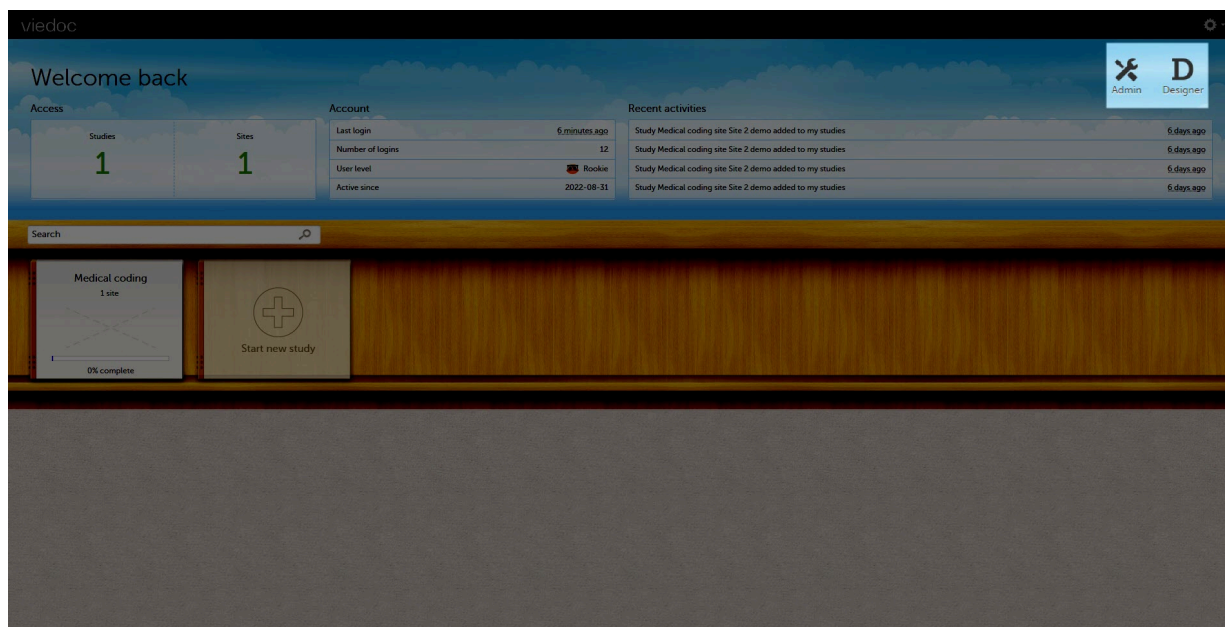 viedoc
Admin
Designer
Welcome back
Access
Studies
1
Sites
1
Account
Last login 6 minutes ago
Number of logins 12
User level Rookie
Active since 2022-08-31
Recent activities
Study Medical coding site Site 2 demo added to my studies 6 days ago
Study Medical coding site Site 2 demo added to my studies 6 days ago
Study Medical coding site Site 2 demo added to my studies 6 days ago
Study Medical coding site Site 2 demo added to my studies 6 days ago
Search
Medical coding
1 site
0% complete
Start new study